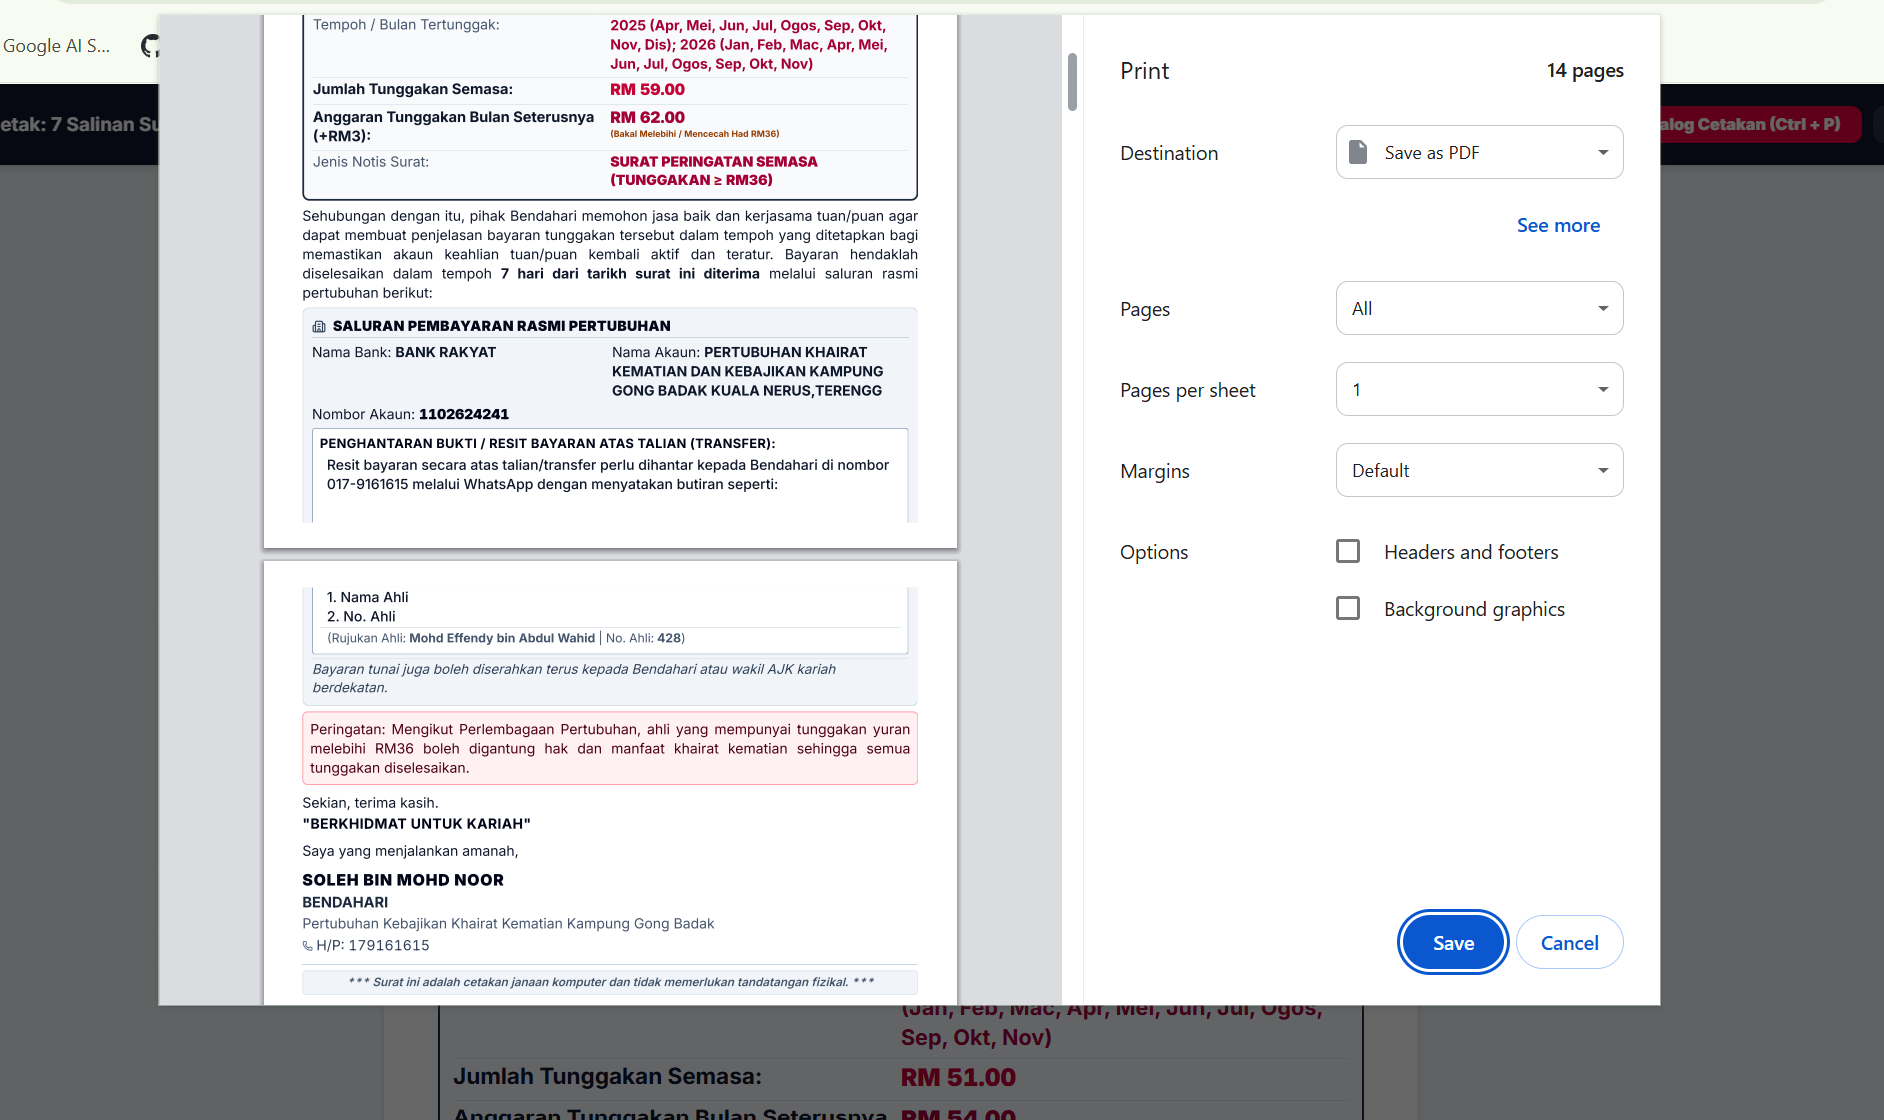 Google AI S...
etak: 7 Salinan Su
alog Cetakan (Ctrl + P)
Tempoh / Bulan Tertunggak:
2025 (Apr, Mei, Jun, Jul, Ogos, Sep, Okt,
Nov, Dis); 2026 (Jan, Feb, Mac, Apr, Mei,
Jun, Jul, Ogos, Sep, Okt, Nov)
Jumlah Tunggakan Semasa:
RM 59.00
Anggaran Tunggakan Bulan Seterusnya
(+RM3):
RM 62.00
(Bakal Melebihi / Mencecah Had RM36)
Jenis Notis Surat:
SURAT PERINGATAN SEMASA
(TUNGGAKAN ≥ RM36)
Sehubungan dengan itu, pihak Bendahari memohon jasa baik dan kerjasama tuan/puan agar
dapat membuat penjelasan bayaran tunggakan tersebut dalam tempoh yang ditetapkan bagi
memastikan akaun keahlian tuan/puan kembali aktif dan teratur. Bayaran hendaklah
diselesaikan dalam tempoh 7 hari dari tarikh surat ini diterima melalui saluran rasmi
pertubuhan berikut:
SALURAN PEMBAYARAN RASMI PERTUBUHAN
Nama Bank: BANK RAKYAT
Nama Akaun: PERTUBUHAN KHAIRAT
KEMATIAN DAN KEBAJIKAN KAMPUNG
GONG BADAK KUALA NERUS,TERENGG
Nombor Akaun: 1102624241
PENGHANTARAN BUKTI / RESIT BAYARAN ATAS TALIAN (TRANSFER):
Resit bayaran secara atas talian/transfer perlu dihantar kepada Bendahari di nombor
017-9161615 melalui WhatsApp dengan menyatakan butiran seperti:
1. Nama Ahli
2. No. Ahli
(Rujukan Ahli: Mohd Effendy bin Abdul Wahid | No. Ahli: 428)
Bayaran tunai juga boleh diserahkan terus kepada Bendahari atau wakil AJK kariah
berdekatan.
Peringatan: Mengikut Perlembagaan Pertubuhan, ahli yang mempunyai tunggakan yuran
melebihi RM36 boleh digantung hak dan manfaat khairat kematian sehingga semua
tunggakan diselesaikan.
Sekian, terima kasih.
"BERKHIDMAT UNTUK KARIAH"
Saya yang menjalankan amanah,
SOLEH BIN MOHD NOOR
BENDAHARI
Pertubuhan Kebajikan Khairat Kematian Kampung Gong Badak
H/P: 179161615
*** Surat ini adalah cetakan janaan komputer dan tidak memerlukan tandatangan fizikal. ***
Print
14 pages
Destination
Save as PDF
See more
Pages
All
Pages per sheet
1
Margins
Default
Options
Headers and footers
Background graphics
Save
Cancel
(Jan, Feb, Mac, Apr, Mei, Jun, Jul, Ogos,
Sep, Okt, Nov)
Jumlah Tunggakan Semasa:
RM 51.00
Anggaran Tunggakan Bulan Seterusnya
RM 54.00